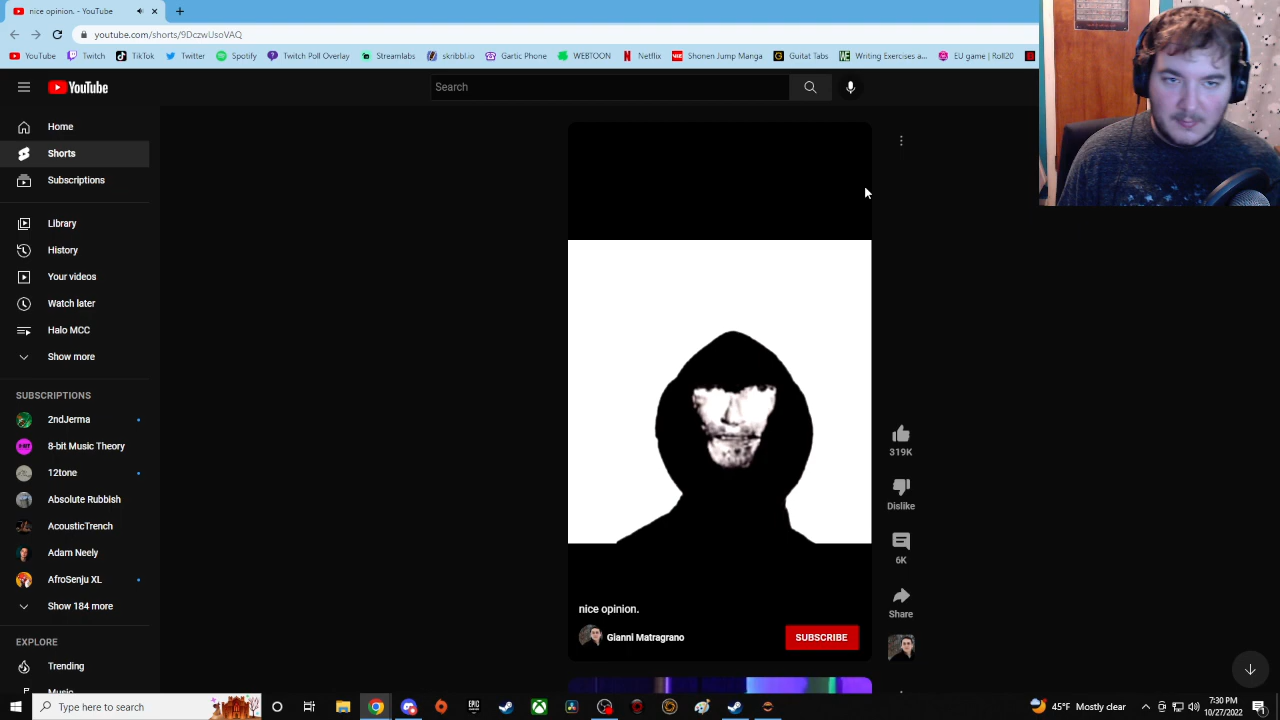 nice opinion. - YouTube
youtube.com/shorts/9DczwUsoVAQ
YouTube Twitch TikTok Twitter Spotify Twitch Poll Overlay Streamlabs skribbl.io Gartic Phone WEBTOON Netflix Shonen Jump Manga Guitat Tabs Writing Exercises a... EU game | Roll20
YouTube
Search
Home
Shorts
Subscriptions
Library
History
Your videos
Watch later
Halo MCC
Show more
SUBSCRIPTIONS
2ndJerma
8-bit Music Theory
12tone
Absolute Rubbish
AcousticTrench
Adam Neely
AfroSenju XL
Show 184 more
EXPLORE
Trending
Music
319K
Dislike
6K
Share
nice opinion.
Gianni Matragrano
SUBSCRIBE
Type here to search
EPIC
45°F Mostly clear
7:30 PM
10/27/2022
1